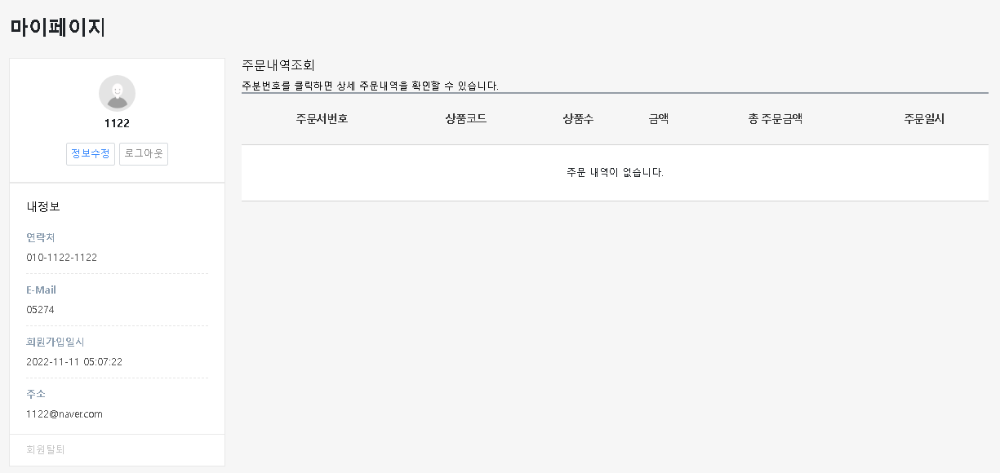 마이페이지
1122
정보수정 로그아웃
내정보
연락처
010-1122-1122
E-Mail
05274
회원가입일시
2022-11-11 05:07:22
주소
1122@naver.com
회원탈퇴
주문내역조회
주분번호를 클릭하면 상세 주문내역을 확인할 수 있습니다.
주문서번호 상품코드 상품수 금액 총 주문금액 주문일시
주문 내역이 없습니다.